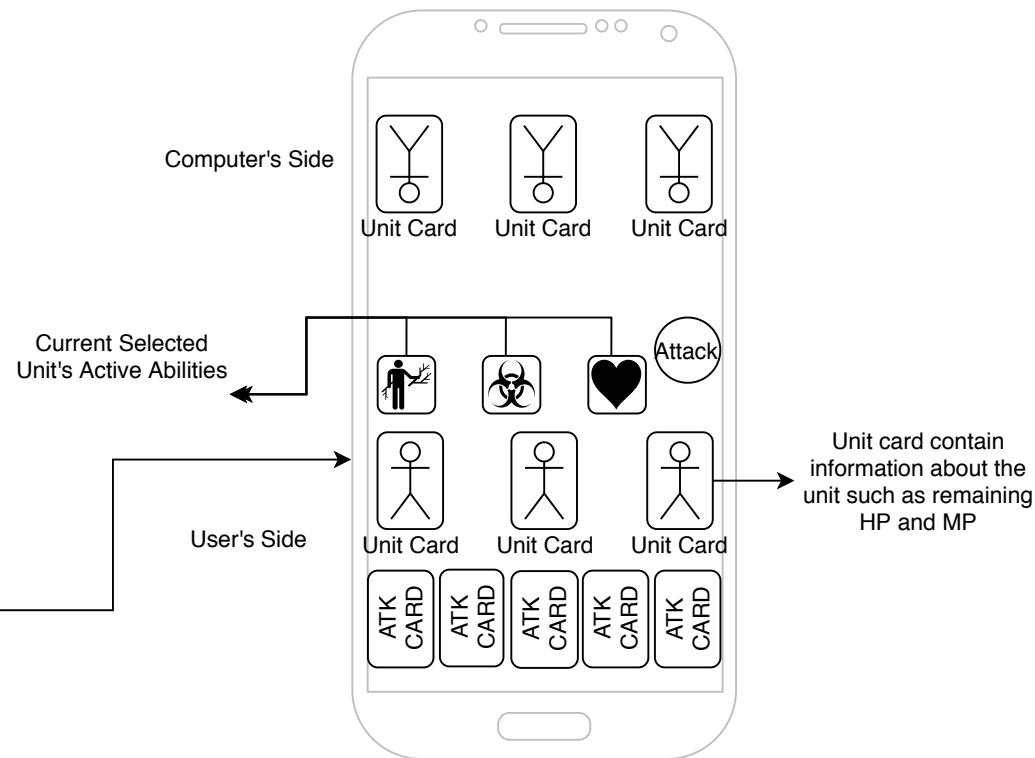 Computer's Side
Unit Card
Unit Card
Unit Card
Current Selected
Unit's Active Abilities
Attack
Unit card contain
information about the
unit such as remaining
HP and MP
User's Side
Unit Card
Unit Card
Unit Card
ATK
CARD
ATK
CARD
ATK
CARD
ATK
CARD
ATK
CARD